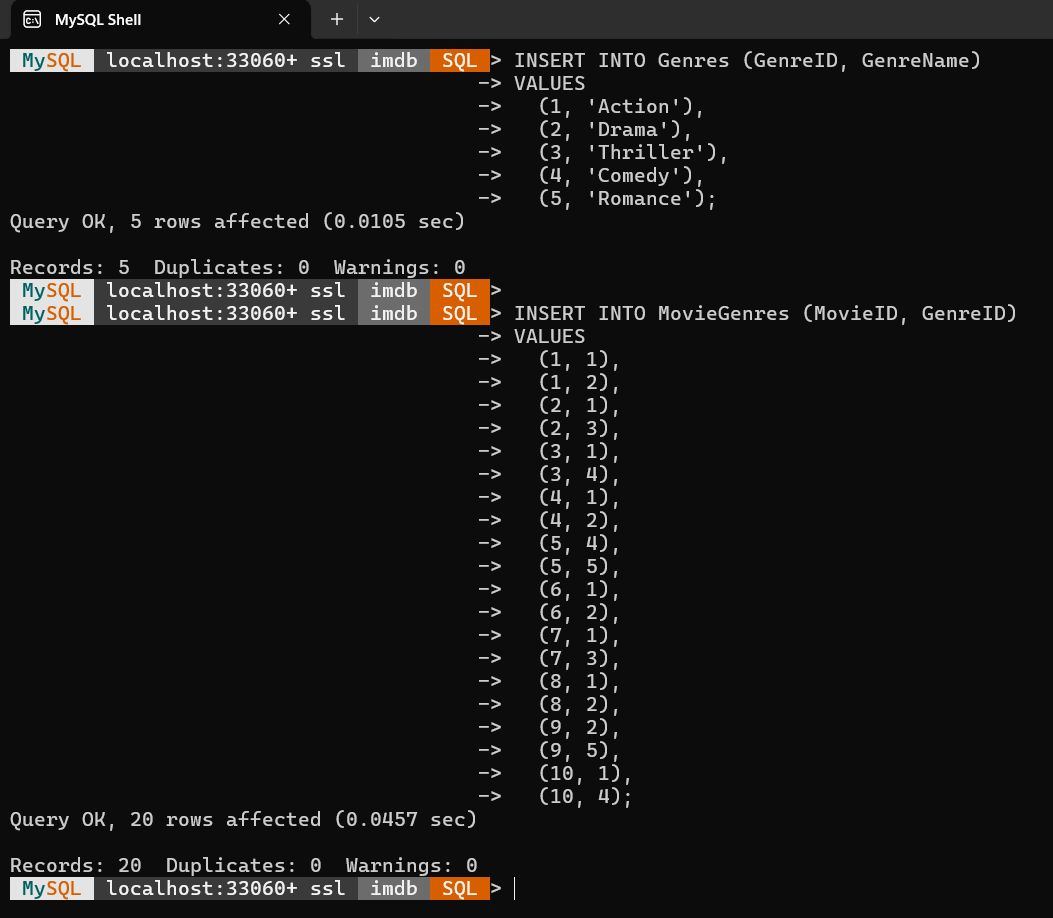 MySQL Shell
MySQL localhost:33060+ ssl imdb SQL > INSERT INTO Genres (GenreID, GenreName)
-> VALUES
-> (1, 'Action'),
-> (2, 'Drama'),
-> (3, 'Thriller'),
-> (4, 'Comedy'),
-> (5, 'Romance');
Query OK, 5 rows affected (0.0105 sec)
Records: 5 Duplicates: 0 Warnings: 0
MySQL localhost:33060+ ssl imdb SQL >
MySQL localhost:33060+ ssl imdb SQL > INSERT INTO MovieGenres (MovieID, GenreID)
-> VALUES
-> (1, 1),
-> (1, 2),
-> (2, 1),
-> (2, 3),
-> (3, 1),
-> (3, 4),
-> (4, 1),
-> (4, 2),
-> (5, 4),
-> (5, 5),
-> (6, 1),
-> (6, 2),
-> (7, 1),
-> (7, 3),
-> (8, 1),
-> (8, 2),
-> (9, 2),
-> (9, 5),
-> (10, 1),
-> (10, 4);
Query OK, 20 rows affected (0.0457 sec)
Records: 20 Duplicates: 0 Warnings: 0
MySQL localhost:33060+ ssl imdb SQL >